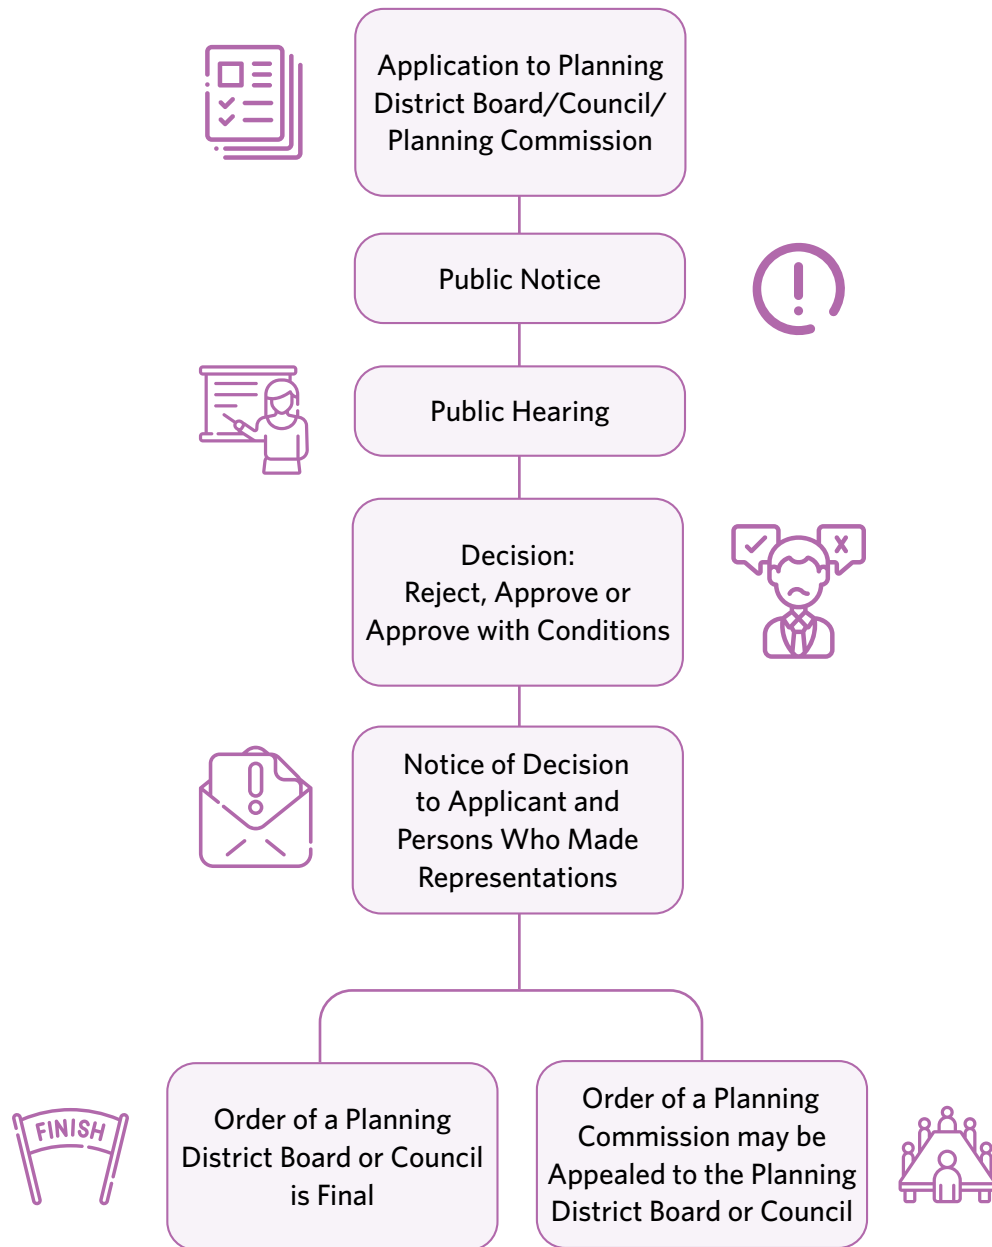 Application to Planning
District Board/Council/
Planning Commission
Public Notice
Public Hearing
Decision:
Reject, Approve or
Approve with Conditions
Notice of Decision
to Applicant and
Persons Who Made
Representations
FINISH
Order of a Planning
District Board or Council
is Final
Order of a Planning
Commission may be
Appealed to the Planning
District Board or Council